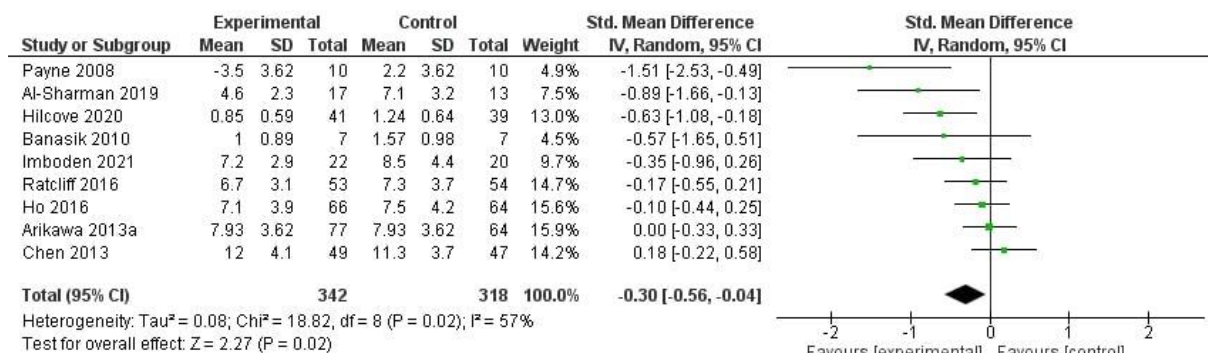 Experimental Control Std. Mean Difference Std. Mean Difference
Study or Subgroup Mean SD Total Mean SD Total Weight IV, Random, 95% CI IV, Random, 95% CI
Payne 2008 -3.5 3.62 10 2.2 3.62 10 4.9% -1.51 [-2.53, -0.49]
Al-Sharman 2019 4.6 2.3 17 7.1 3.2 13 7.5% -0.89 [-1.66, -0.13]
Hilcove 2020 0.85 0.59 41 1.24 0.64 39 13.0% -0.63 [-1.08, -0.18]
Banasik 2010 1 0.89 7 1.57 0.98 7 4.5% -0.57 [-1.65, 0.51]
Imboden 2021 7.2 2.9 22 8.5 4.4 20 9.7% -0.35 [-0.96, 0.26]
Ratcliff 2016 6.7 3.1 53 7.3 3.7 54 14.7% -0.17 [-0.55, 0.21]
Ho 2016 7.1 3.9 66 7.5 4.2 64 15.6% -0.10 [-0.44, 0.25]
Arikawa 2013a 7.93 3.62 77 7.93 3.62 64 15.9% 0.00 [-0.33, 0.33]
Chen 2013 12 4.1 49 11.3 3.7 47 14.2% 0.18 [-0.22, 0.58]
Total (95% CI) 342 318 100.0% -0.30 [-0.56, -0.04]
Heterogeneity: Tau² = 0.08; Chi² = 18.82, df = 8 (P = 0.02); I² = 57%
Test for overall effect: Z = 2.27 (P = 0.02)
-2 -1 0 1 2
Favours [experimental] Favours [control]